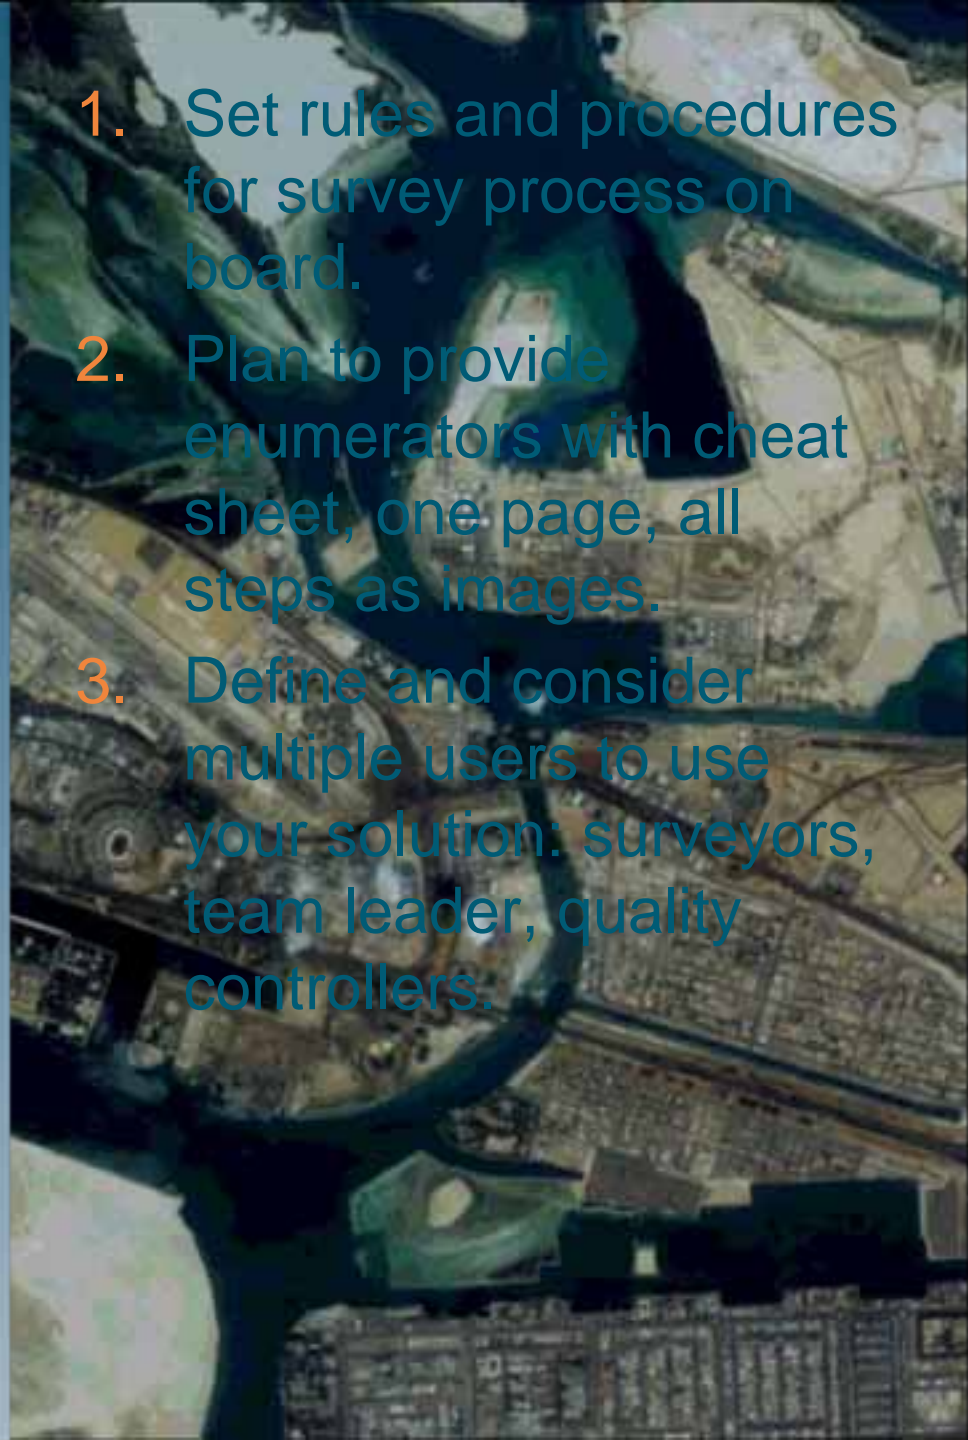 1. Set rules and procedures
for survey process on
board.
2. Plan to provide
enumerators with cheat
sheet, one page, all
steps as images.
3. Define and consider
multiple users to use
your solution: surveyors,
team leader, quality
controllers.